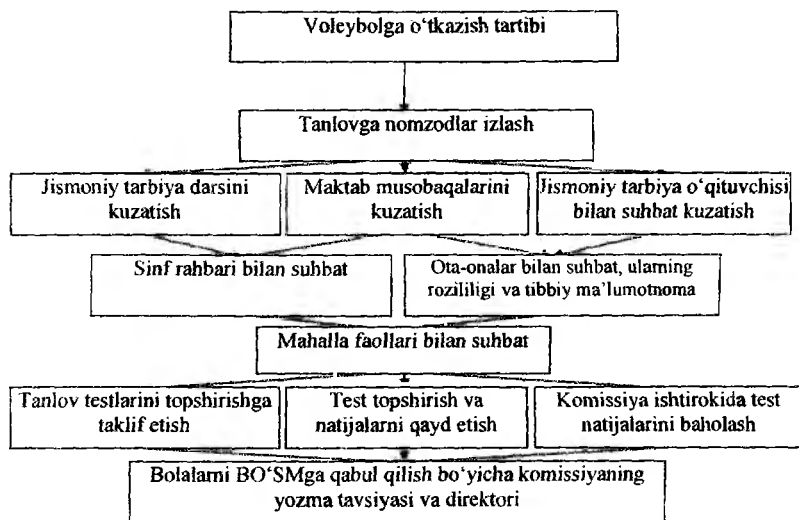 Voleybolga o‘tkazish tartibi
Tanlovga nomzodlar izlash
Jismoniy tarbiya darsini
kuzatish
Maktab musobaqalarini
kuzatish
Jismoniy tarbiya o‘qituvchisi
bilan suhbat kuzatish
Sinf rahbari bilan suhbat
Ota-onalar bilan suhbat, ularning
rozililigi va tibbiy ma’lumotnoma
Mahalla faollari bilan suhbat
Tanlov testlarini topshirishga
taklif etish
Test topshirish va
natijalarni qayd etish
Komissiya ishtirokida test
natijalarini baholash
Bolalarni BO‘SMga qabul qilish bo‘yicha komissiyaning
yozma tavsiyasi va direktori